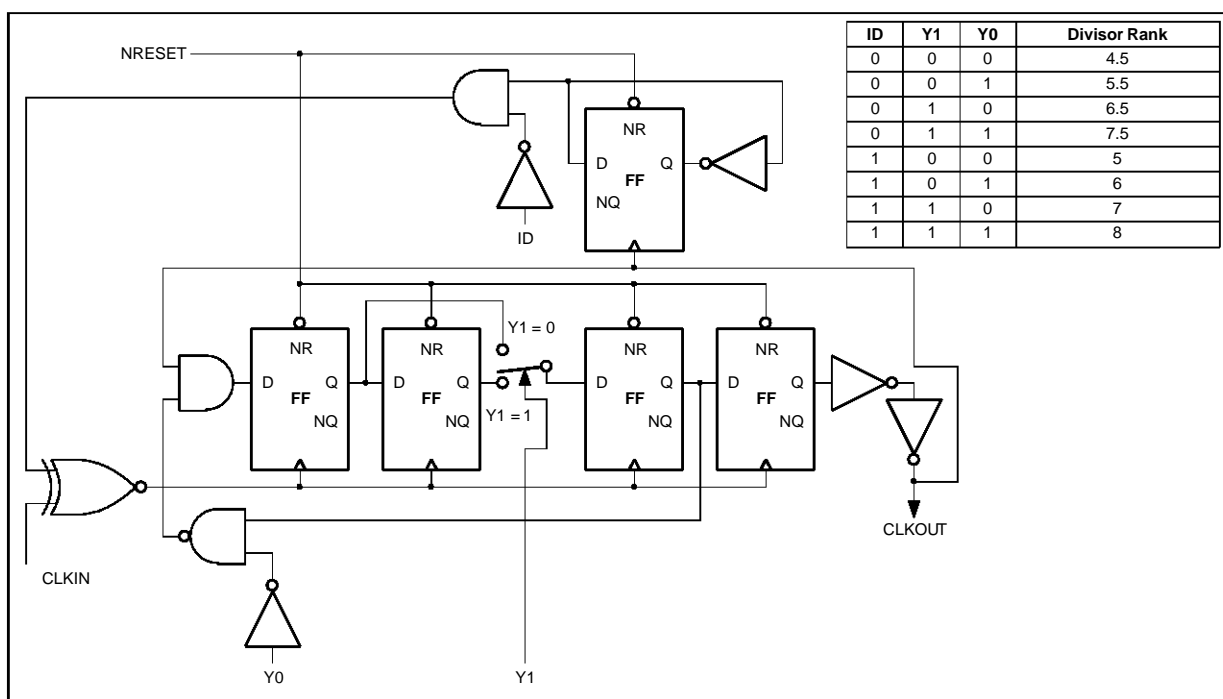 NRESET
ID Y1 Y0 Divisor Rank
0 0 0 4.5
0 0 1 5.5
0 1 0 6.5
0 1 1 7.5
1 0 0 5
1 0 1 6
1 1 0 7
1 1 1 8
NR
D Q
FF
NQ
ID
Y1 = 0
NR NR NR NR
D Q D Q D Q D Q
FF FF FF FF
NQ NQ NQ NQ
Y1 = 1
CLKOUT
CLKIN
Y0 Y1